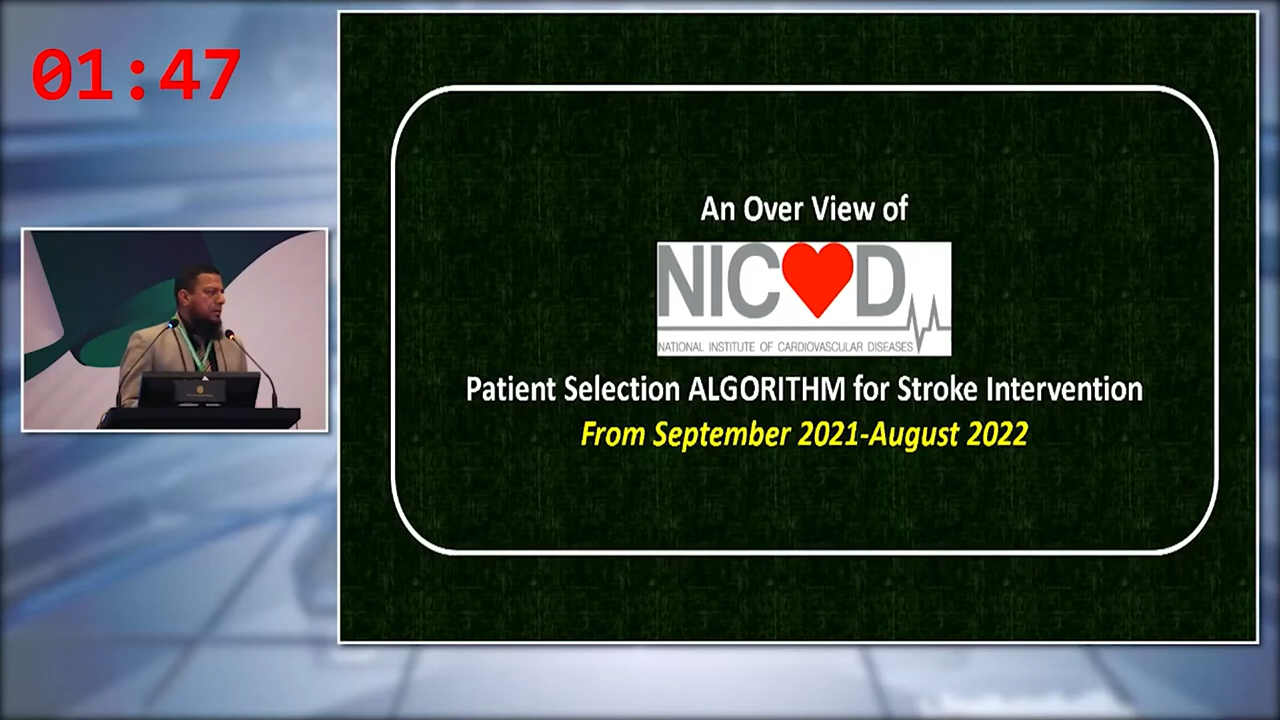 01:47
An Over View of
NICD
NATIONAL INSTITUTE OF CARDIOVASCULAR DISEASES
Patient Selection ALGORITHM for Stroke Intervention
From September 2021-August 2022